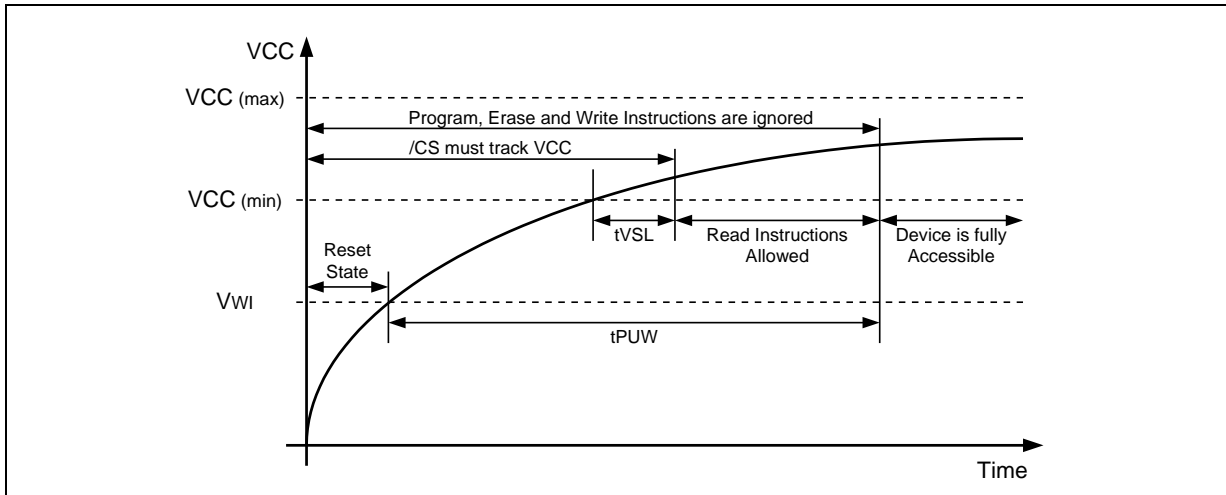 VCC
VCC (max)
Program, Erase and Write Instructions are ignored
/CS must track VCC
VCC (min)
tVSL
Read Instructions
Allowed
Device is fully
Accessible
Reset
State
VWI
tPUW
Time